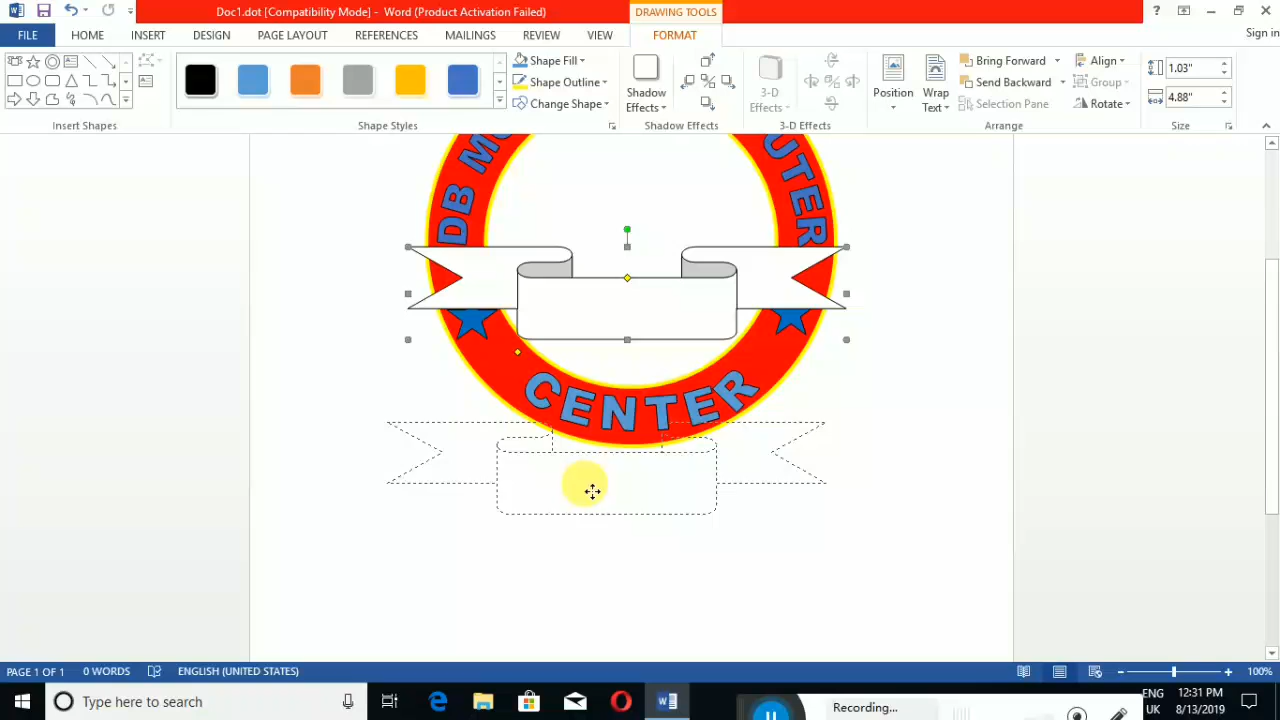 Doc1.dot [Compatibility Mode] - Word (Product Activation Failed)
DRAWING TOOLS
?
FILE HOME INSERT DESIGN PAGE LAYOUT REFERENCES MAILINGS REVIEW VIEW FORMAT
Sign in
Shape Fill
Shape Outline
Change Shape
Shadow
Effects
3-D
Effects
Position
Wrap
Text
Bring Forward
Send Backward
Selection Pane
Align
Group
Rotate
1.03"
4.88"
Insert Shapes
Shape Styles
Shadow Effects
3-D Effects
Arrange
Size
DB MO
UTER
CENTER
PAGE 1 OF 1
0 WORDS
ENGLISH (UNITED STATES)
100%
Type here to search
Recording...
ENG
UK
12:31 PM
8/13/2019